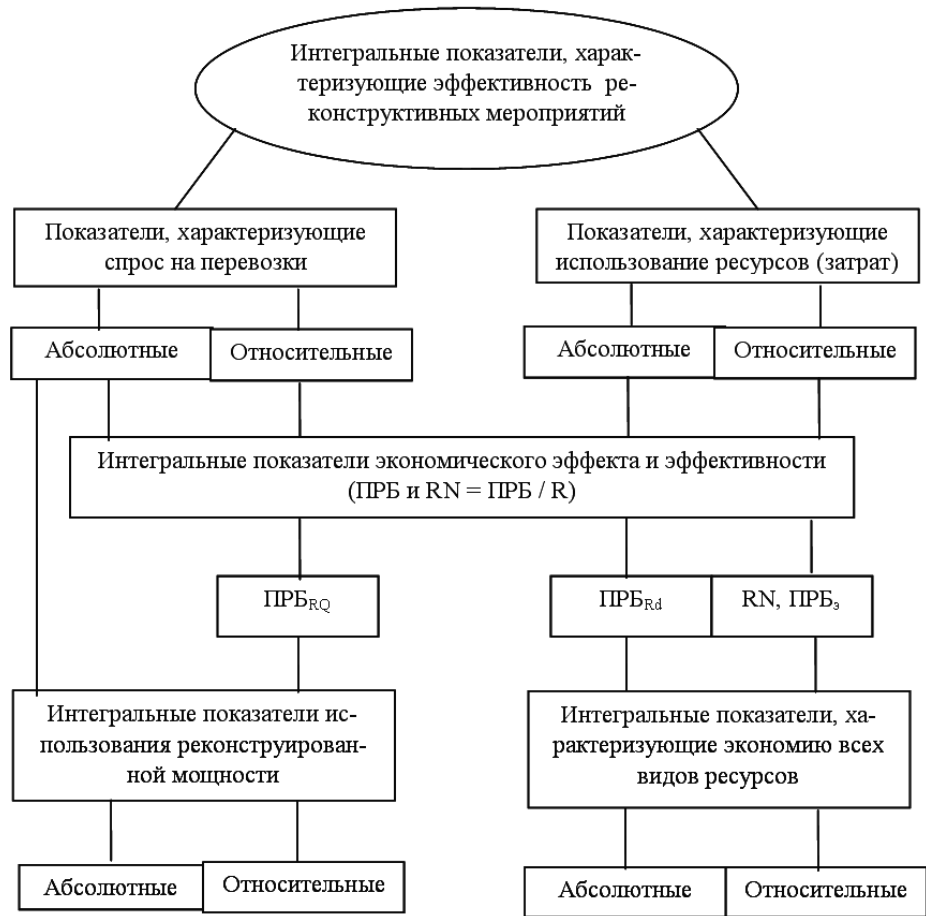 Интегральные показатели, харак-
теризующие эффективность ре-
конструктивных мероприятий
Показатели, характеризующие
спрос на перевозки
Показатели, характеризующие
использование ресурсов (затрат)
Абсолютные
Относительные
Абсолютные
Относительные
Интегральные показатели экономического эффекта и эффективности
(ПРБ и RN = ПРБ / R)
ПРБRQ
ПРБRd
RN, ПРБэ
Интегральные показатели ис-
пользования реконструирован-
ной мощности
Интегральные показатели, ха-
рактеризующие экономию всех
видов ресурсов
Абсолютные
Относительные
Абсолютные
Относительные